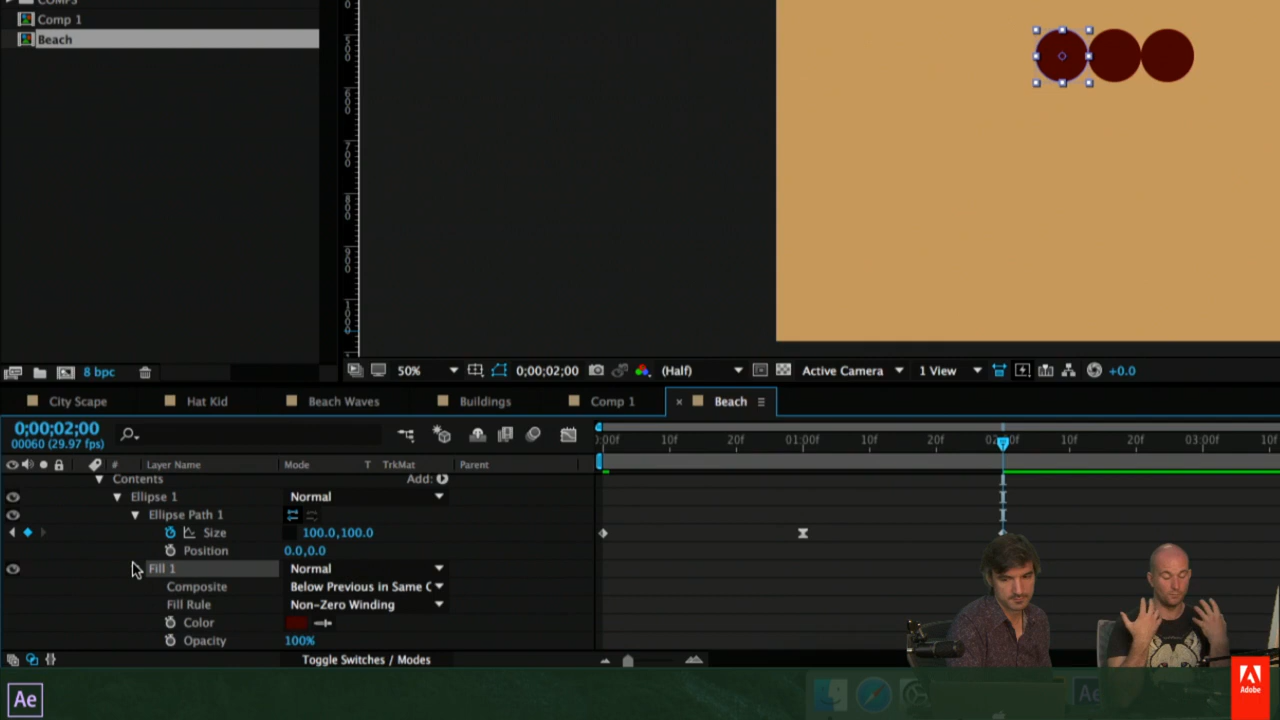 COMPS
Comp 1
Beach
8 bpc
50%
0;00;02;00
(Half)
Active Camera
1 View
+0.0
City Scape
Hat Kid
Beach Waves
Buildings
Comp 1
× Beach
0;00;02;00
00060 (29.97 fps)
:00f 10f 20f 01:00f 10f 20f 02:00f 10f 20f 03:00f 10f
# Layer Name Mode T TrkMat Parent
Contents Add:
Ellipse 1 Normal
Ellipse Path 1
Size 100.0,100.0
Position 0.0,0.0
Fill 1 Normal
Composite Below Previous in Same C
Fill Rule Non-Zero Winding
Color
Opacity 100%
Toggle Switches / Modes
Ae
Ae
Adobe